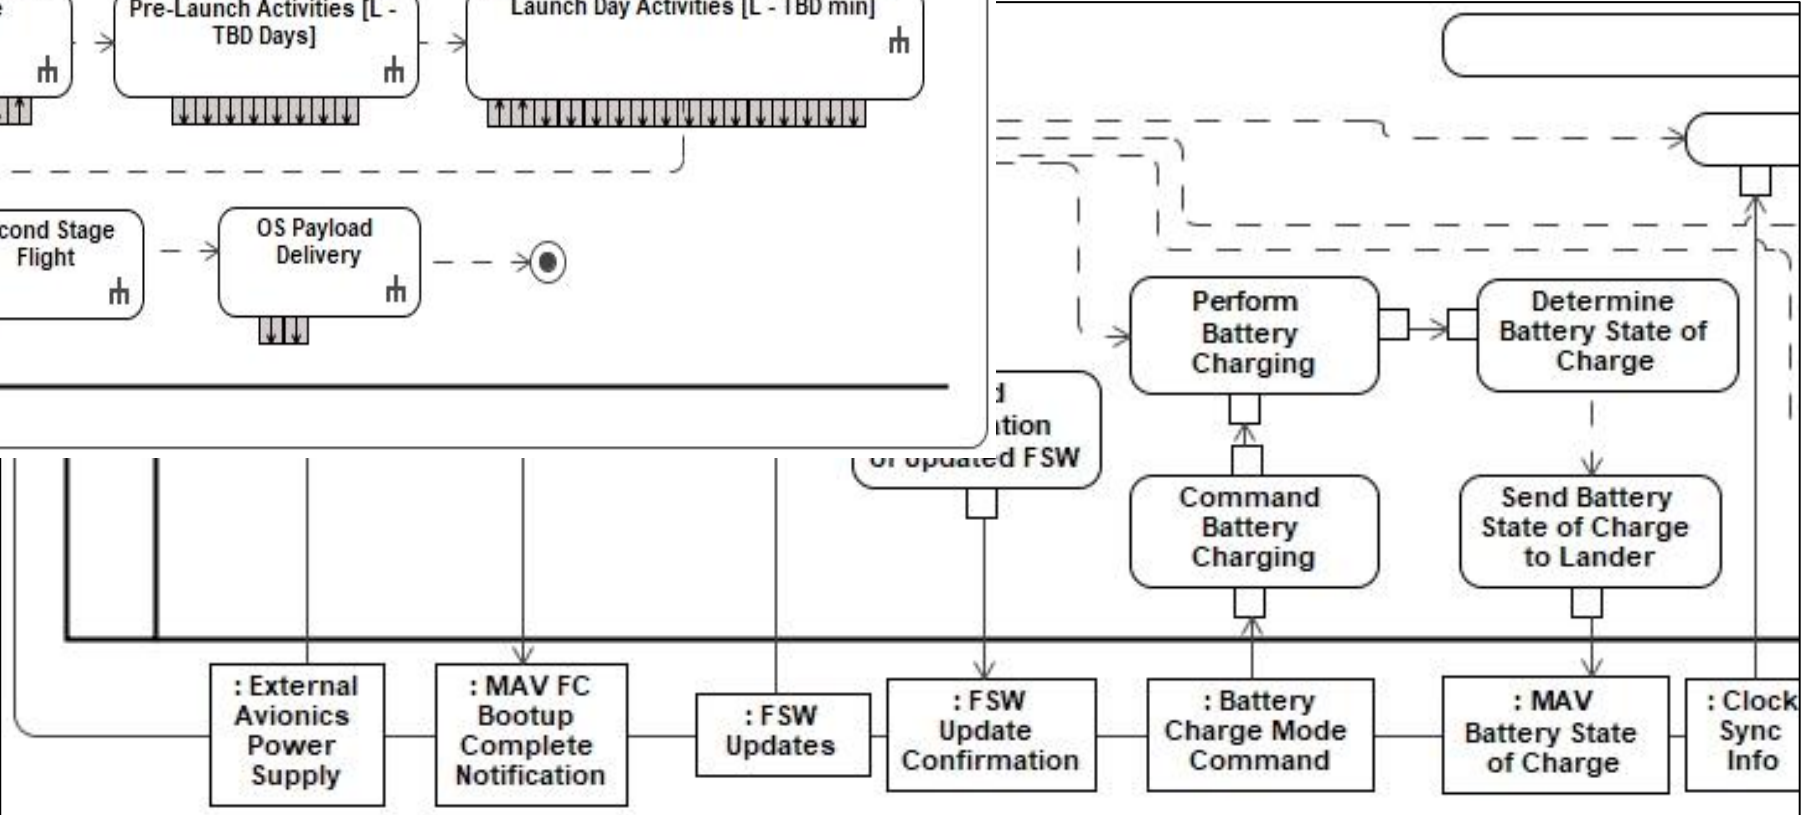 Pre-Launch Activities [L -
TBD Days]
Launch Day Activities [L - TBD min]
cond Stage
Flight
OS Payload
Delivery
of updated FSW
Perform
Battery
Charging
Determine
Battery State of
Charge
Command
Battery
Charging
Send Battery
State of Charge
to Lander
: External
Avionics
Power
Supply
: MAV FC
Bootup
Complete
Notification
: FSW
Updates
: FSW
Update
Confirmation
: Battery
Charge Mode
Command
: MAV
Battery State
of Charge
: Clock
Sync
Info